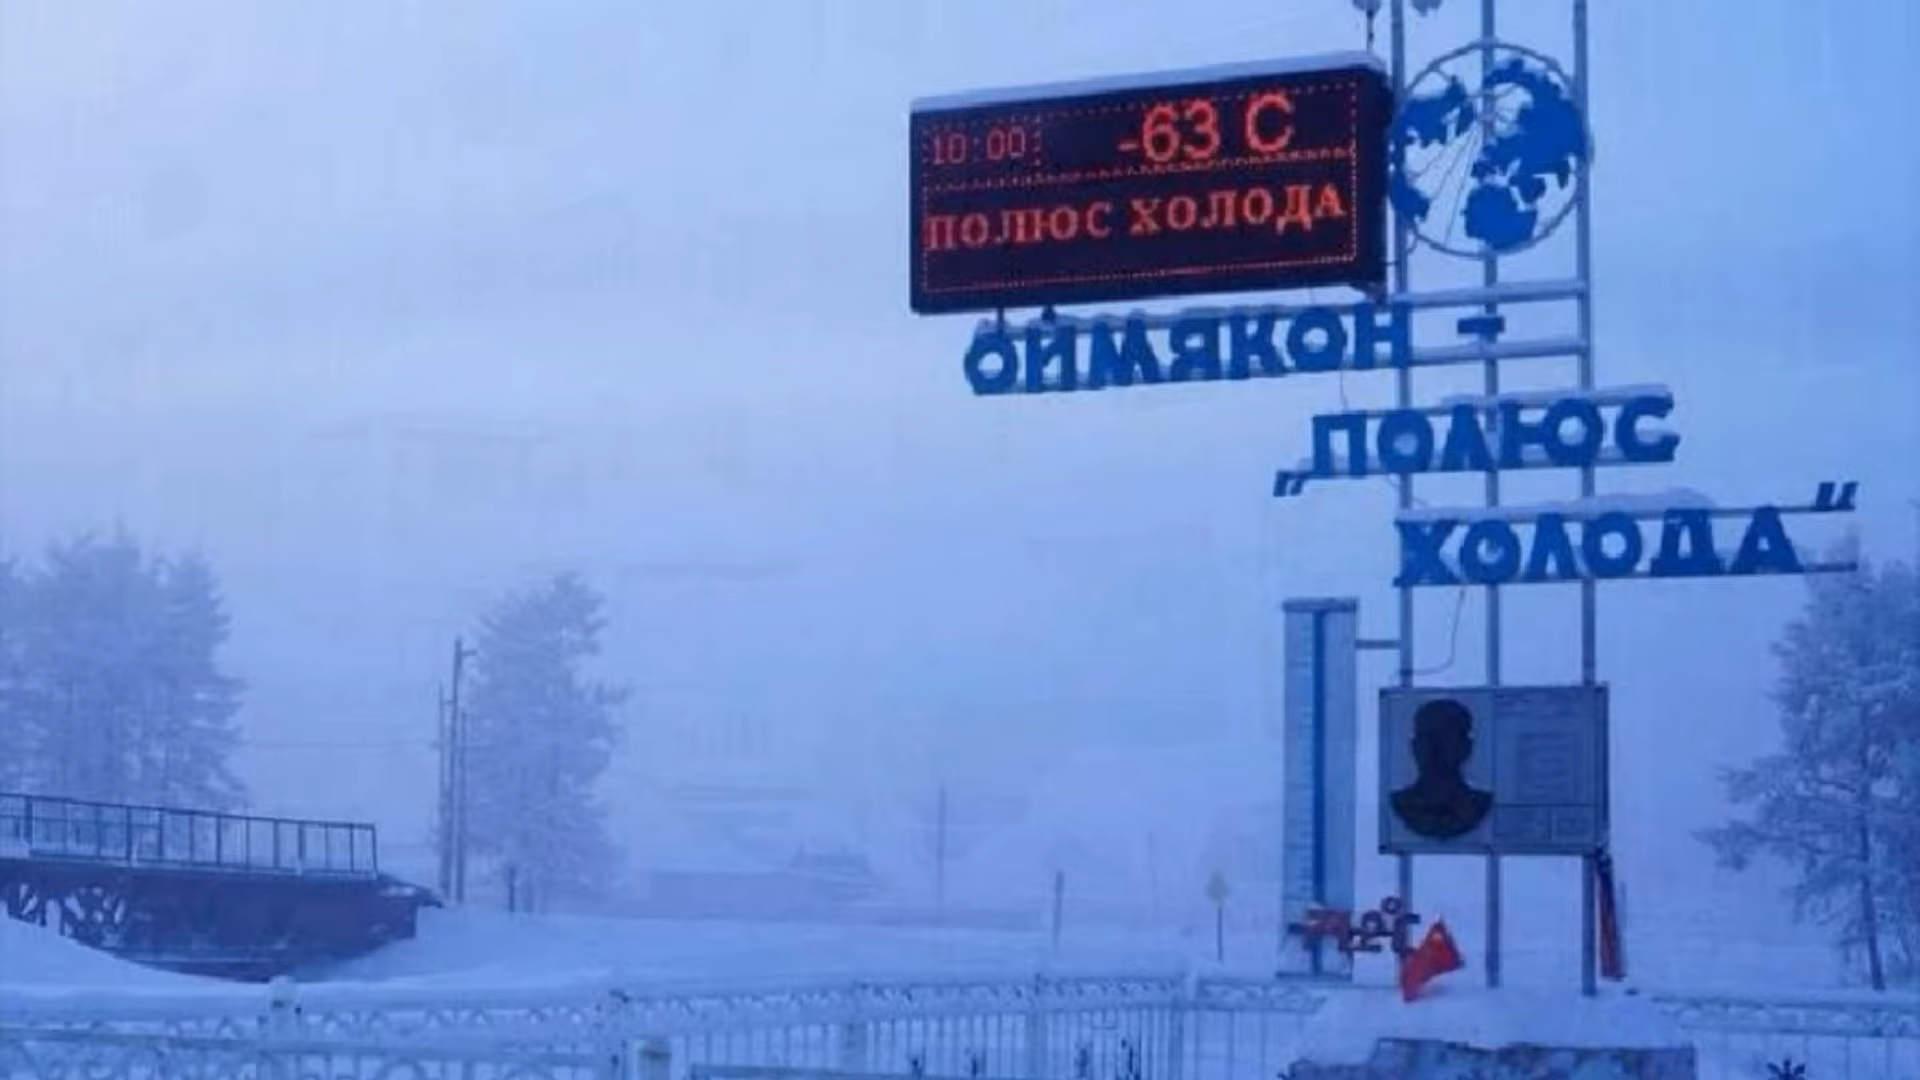 10:00 -63 C
ПОЛЮС ХОЛОДА
ОЙМЯКОН -
"ПОЛЮС
ХОЛОДА"